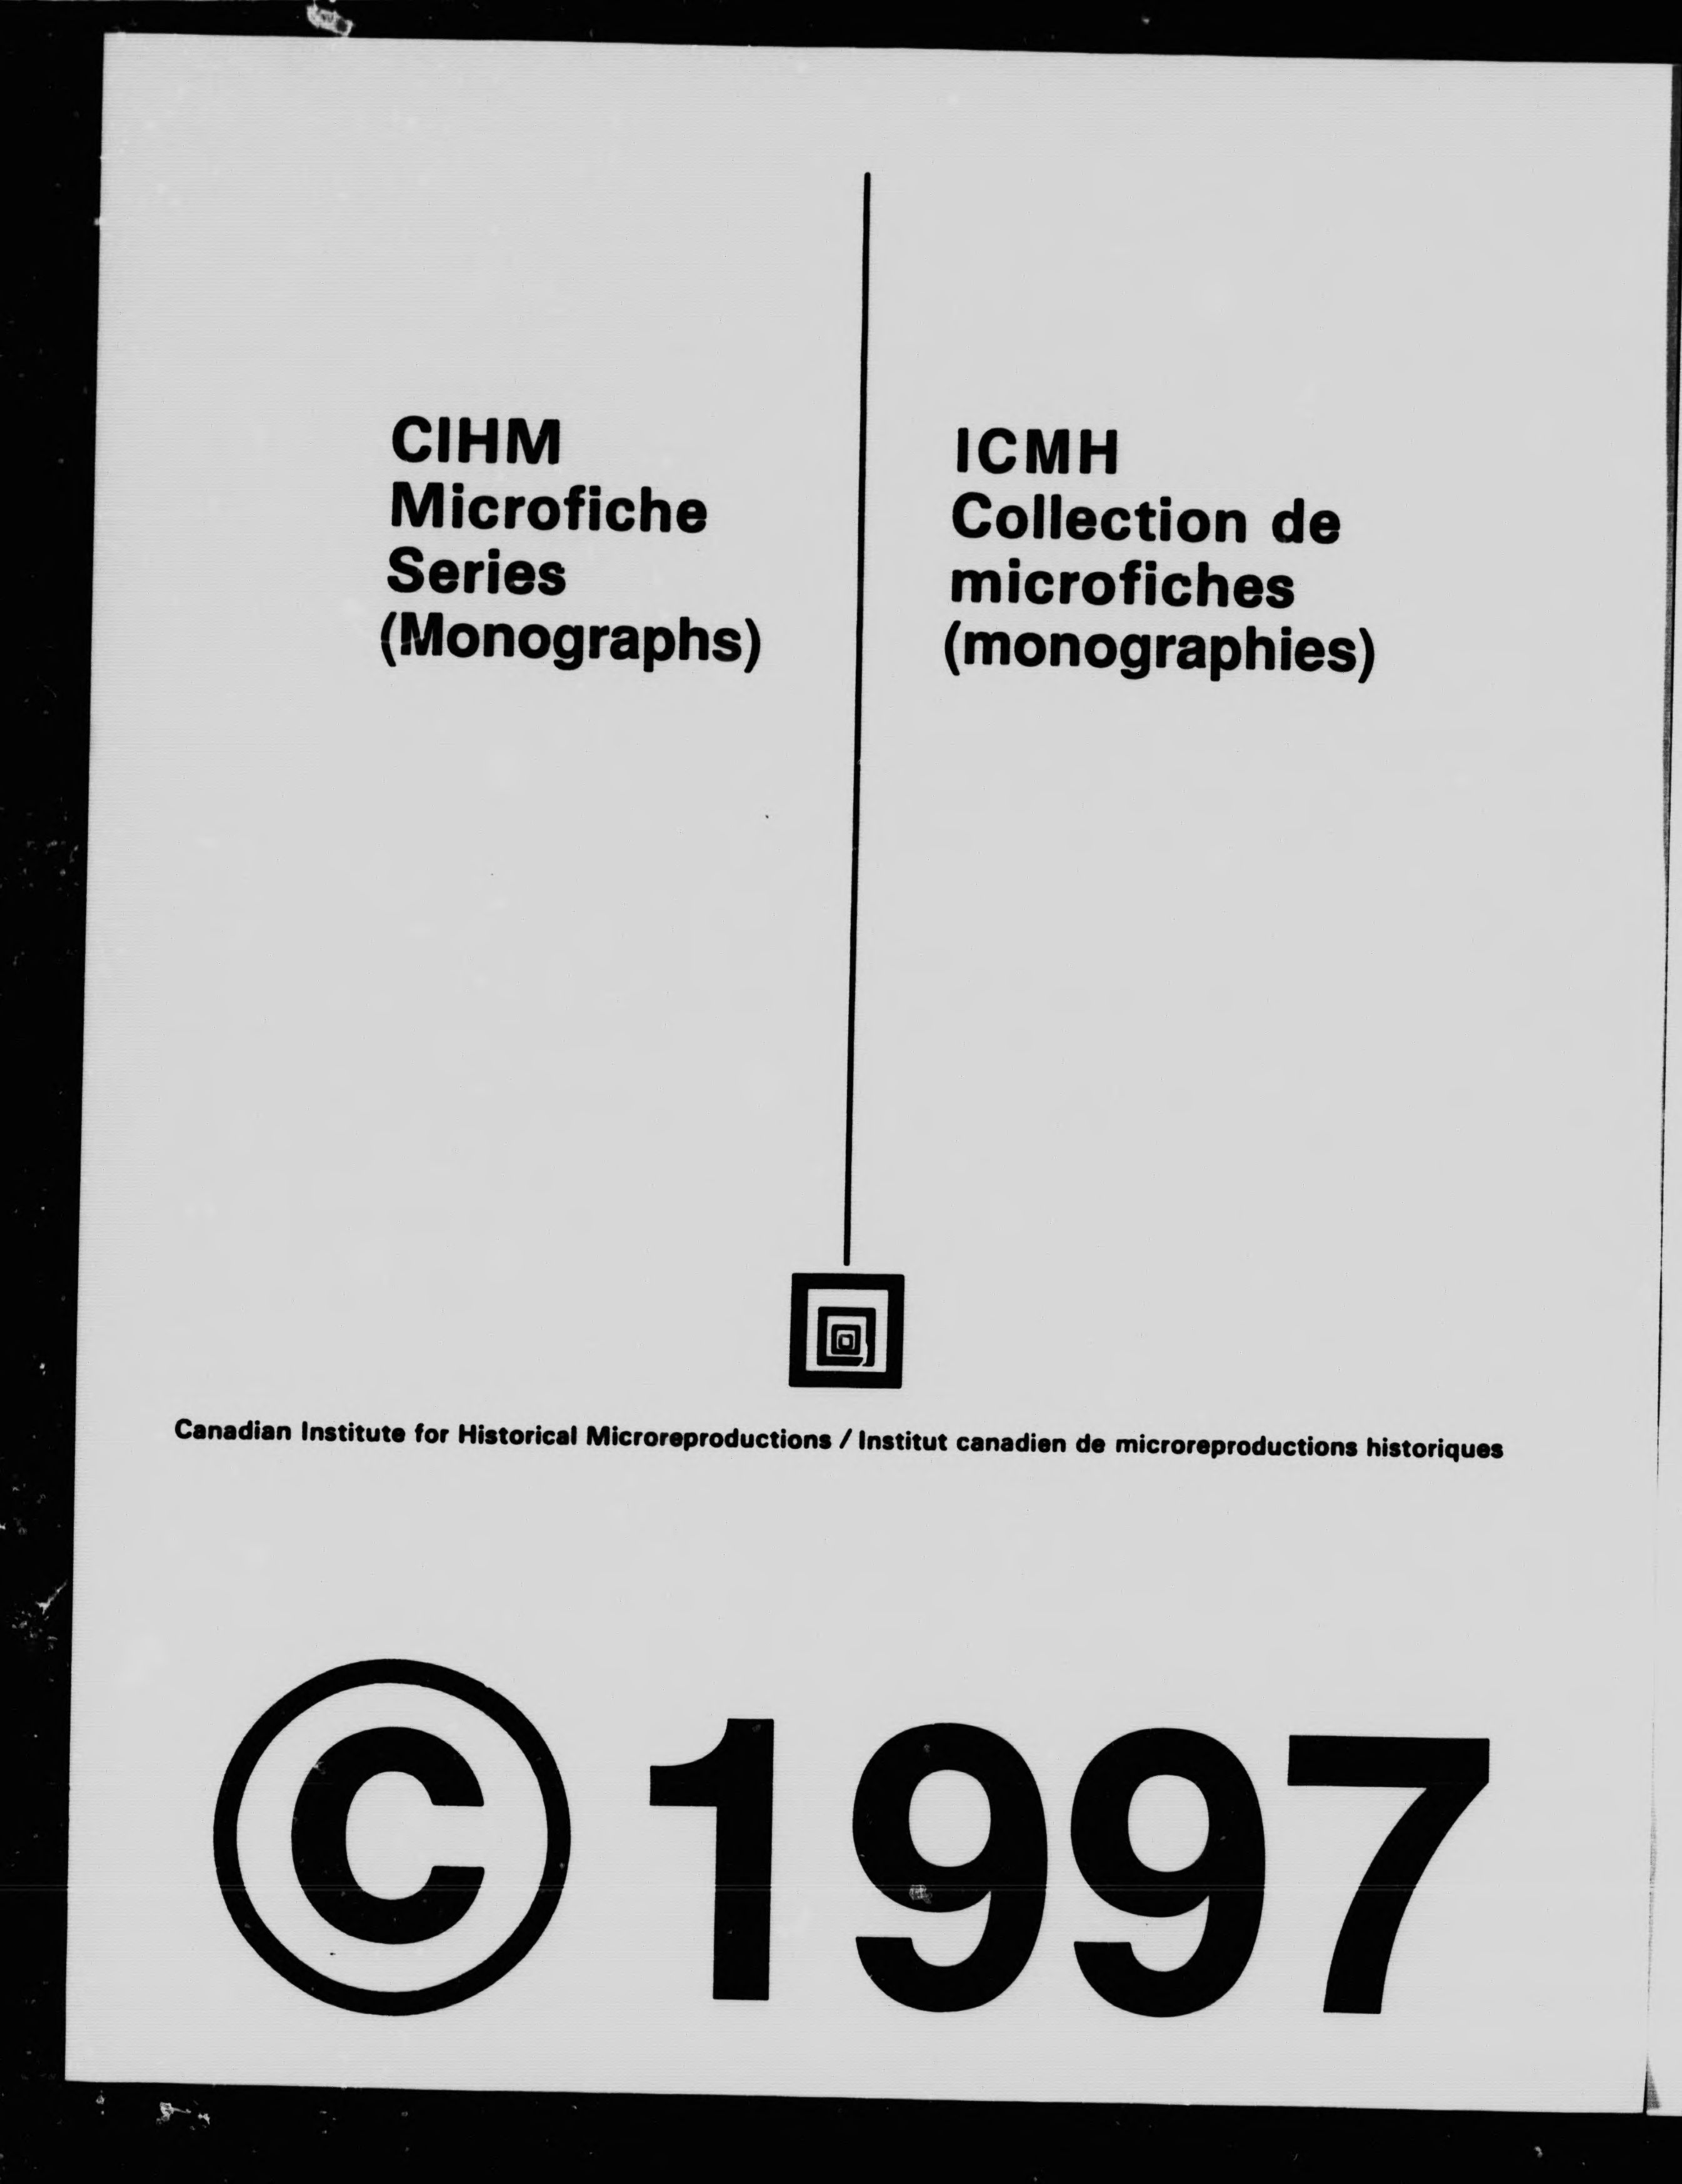 CIHM
Microfiche
Series
(Monographs)
ICMH
Collection de
microfiches
(monographies)
Canadian Institute for Historical Microreproductions / Institut canadien de microreproductions historiques
© 1997